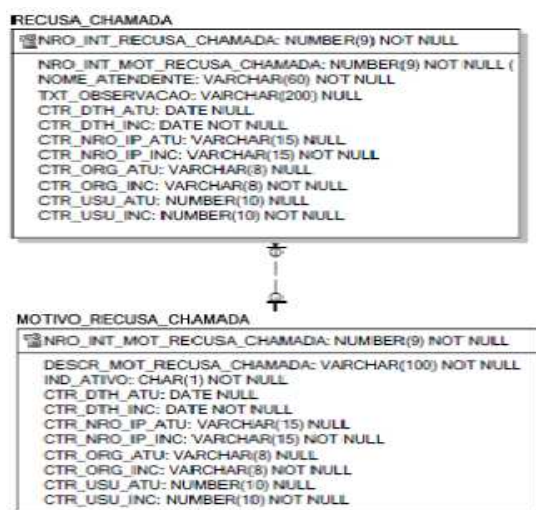 RECUSA_CHAMADA
NRO_INT_RECUSA_CHAMADA: NUMBER(9) NOT NULL
NRO_INT_MOT_RECUSA_CHAMADA: NUMBER(9) NOT NULL (
NOME_ATENDENTE: VARCHAR(60) NOT NULL
TXT_OBSERVACAO: VARCHAR(200) NULL
CTR_DTH_ATU: DATE NULL
CTR_DTH_INC: DATE NOT NULL
CTR_NRO_IP_ATU: VARCHAR(15) NULL
CTR_NRO_IP_INC: VARCHAR(15) NOT NULL
CTR_ORG_ATU: VARCHAR(8) NULL
CTR_ORG_INC: VARCHAR(8) NOT NULL
CTR_USU_ATU: NUMBER(10) NULL
CTR_USU_INC: NUMBER(10) NOT NULL
MOTIVO_RECUSA_CHAMADA
NRO_INT_MOT_RECUSA_CHAMADA: NUMBER(9) NOT NULL
DESCR_MOT_RECUSA_CHAMADA: VARCHAR(100) NOT NULL
IND_ATIVO: CHAR(1) NOT NULL
CTR_DTH_ATU: DATE NULL
CTR_DTH_INC: DATE NOT NULL
CTR_NRO_IP_ATU: VARCHAR(15) NULL
CTR_NRO_IP_INC: VARCHAR(15) NOT NULL
CTR_ORG_ATU: VARCHAR(8) NULL
CTR_ORG_INC: VARCHAR(8) NOT NULL
CTR_USU_ATU: NUMBER(10) NULL
CTR_USU_INC: NUMBER(10) NOT NULL